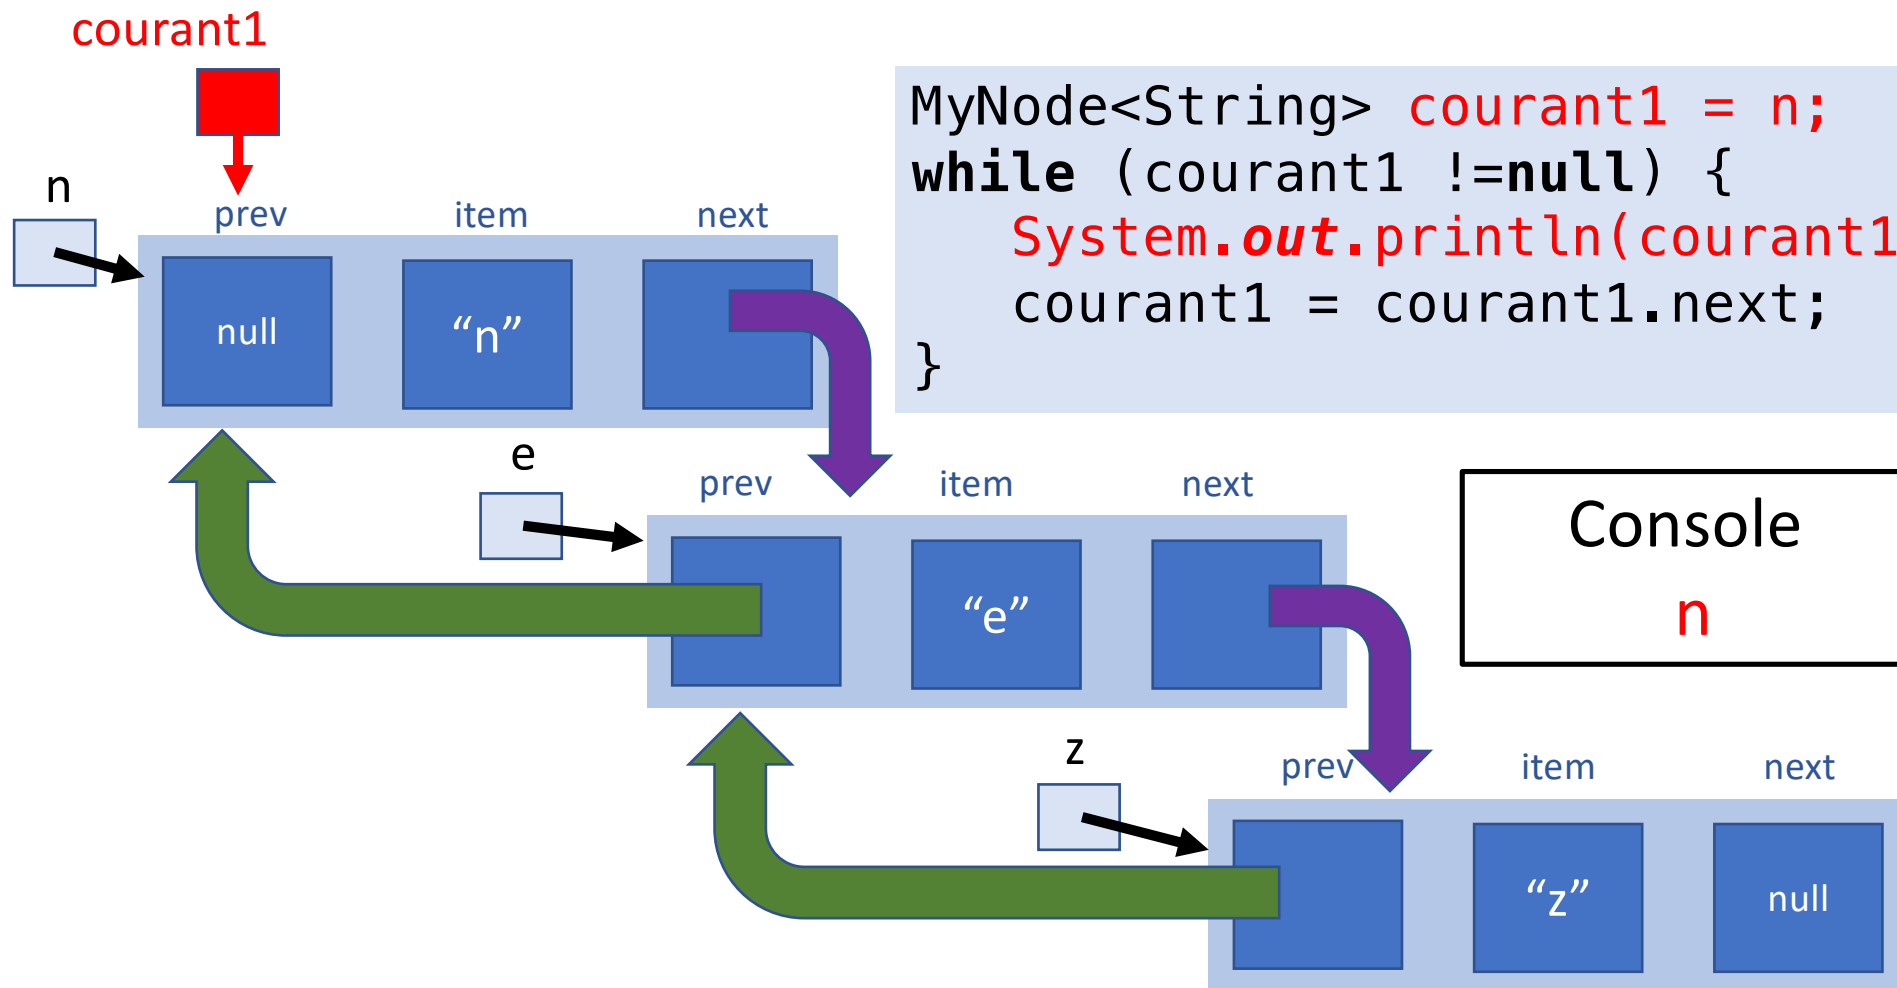 courant1
MyNode<String> courant1 = n;
while (courant1 !=null) {
System.out.println(courant1
courant1 = courant1.next;
}
n
prev item next
null “n”
e
prev item next
“e”
Console
n
z
prev item next
“z” null